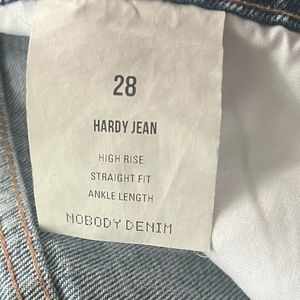 28
HARDY JEAN
HIGH RISE
STRAIGHT FIT
ANKLE LENGTH
NOBODY DENIM